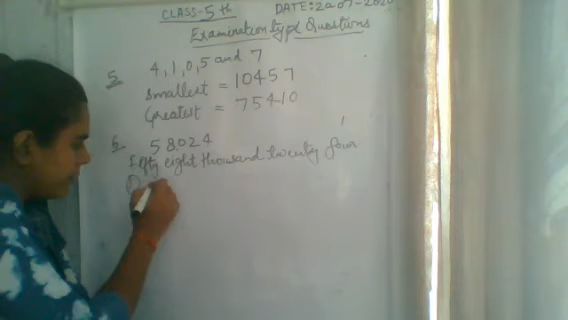 CLASS-5th DATE:20-07-2020
Examination type Questions
5 4,1,0,5 and 7
Smallest = 10457
Greatest = 75410
6 58024
Fifty eight thousand twenty four